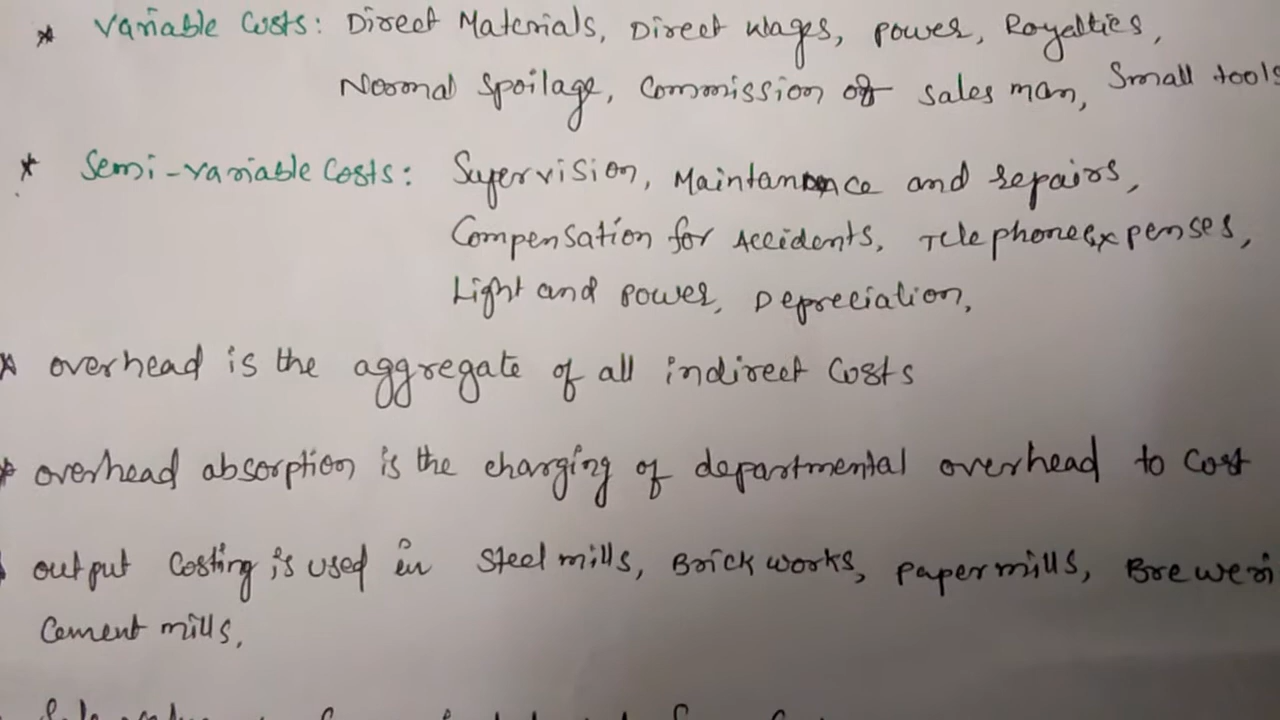 * Variable Costs: Direct Materials, Direct wages, power, Royalties,
Normal Spoilage, Commission of sales man, Small tools
* Semi-variable Costs: Supervision, Maintanance and repairs,
Compensation for Accidents, Telephone expenses,
Light and power, Depreciation,
* overhead is the aggregate of all indirect Costs
* overhead absorption is the charging of departmental overhead to Cost
output Costing is used in Steel mills, Brick works, paper mills, Breweri
Cement mills,